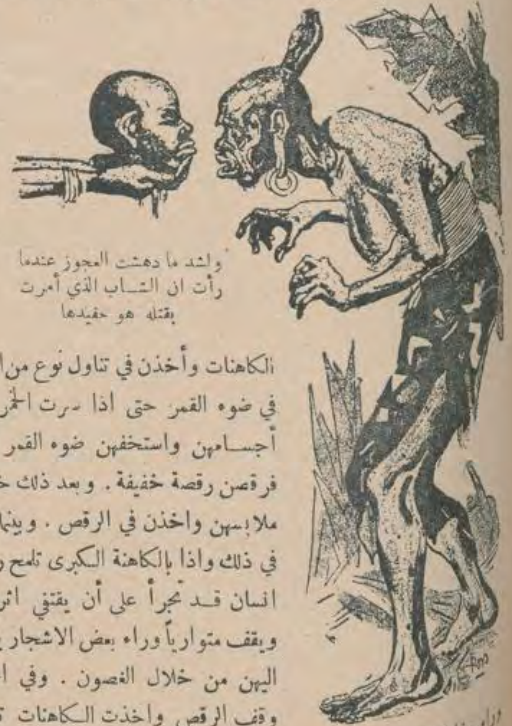 ولشد ما دهشت العجوز عندما
رأت ان الشاب الذي أمرت
بقتله هو حفيدها
الكاهنات وأخذن في تناول نوع من
في ضوء القمر حتى اذا سرت الخمر
أجسامهن واستخفهن ضوء القمر
فرقصن رقصة خفيفة . وبعد ذلك
ملابسهن واخذن في الرقص . وبينما
في ذلك واذا بالكاهنة الكبرى تلمح
انسان قد تجرأ على أن يقتفي
ويقف متوارياً وراء بعض الاشجار
اليهن من خلال الغصون . وفي
وقف الرقص واخذت الكاهنات